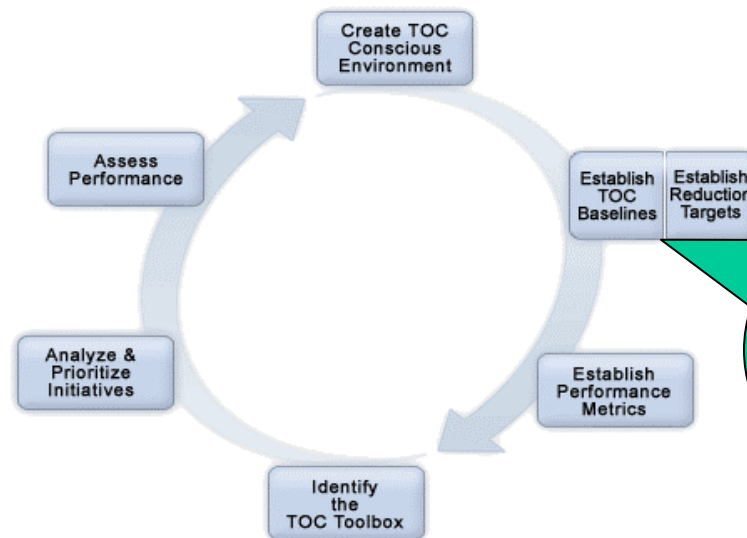 Create TOC
Conscious
Environment
Establish
TOC
Baselines
Establish
Reduction
Targets
Establish
Performance
Metrics
Identify
the
TOC Toolbox
Analyze &
Prioritize
Initiatives
Assess
Performance